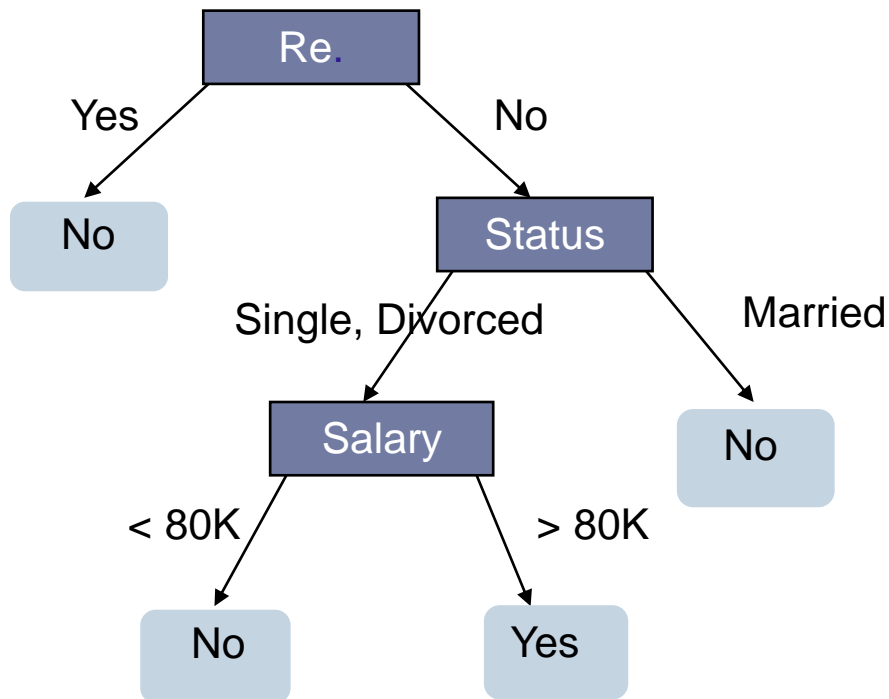 Re.
Yes
No
No
Status
Single, Divorced
Married
Salary
No
< 80K
> 80K
No
Yes